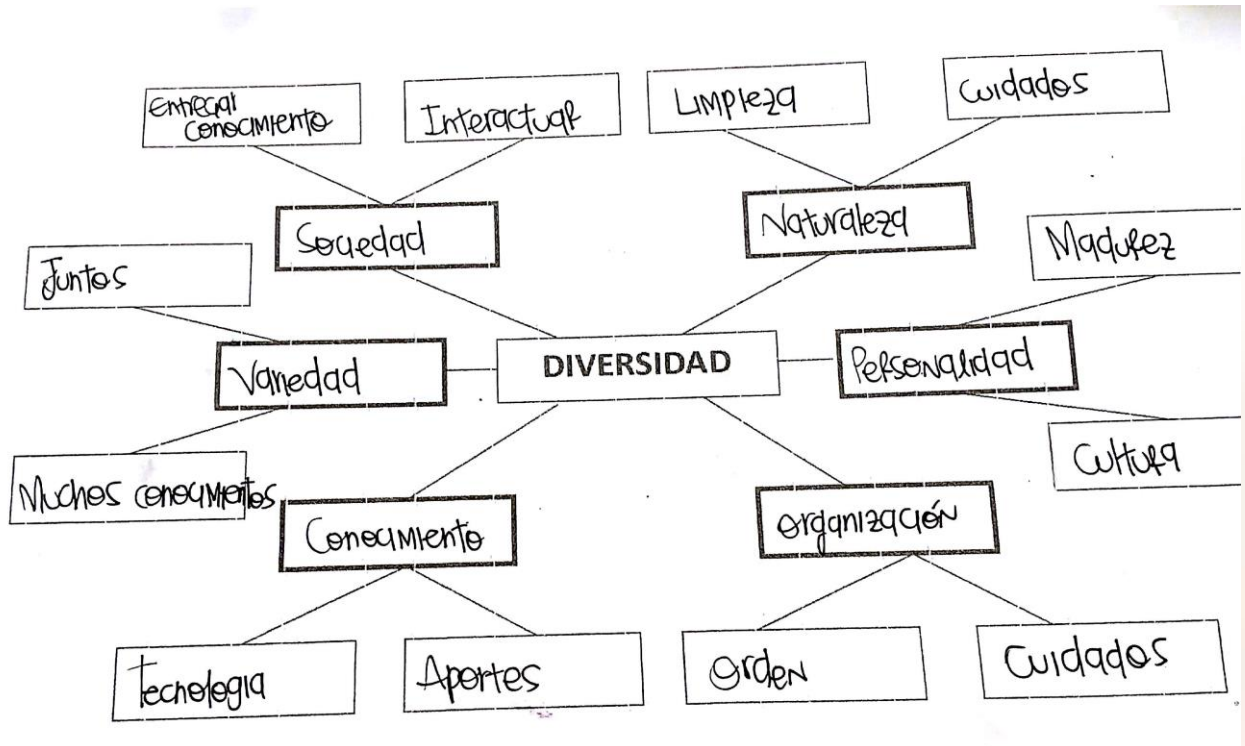 Entregar
conocimiento
Interactuar
Limpieza
Cuidados
Sociedad
Naturaleza
Juntos
Madurez
Variedad
DIVERSIDAD
Personalidad
Muchos conocimientos
Cultura
Conocimiento
Organización
Tecnologia
Aportes
Orden
Cuidados